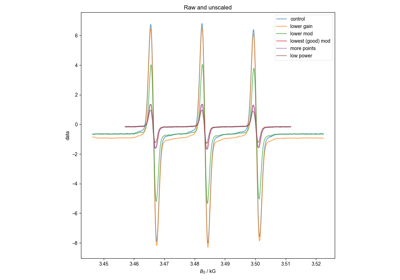 Raw and unscaled
control
lower gain
lower mod
lowest (good) mod
more points
low power
data
6
4
2
0
−2
−4
−6
−8
3.45
3.46
3.47
3.48
3.49
3.50
3.51
3.52
B₀ / kG